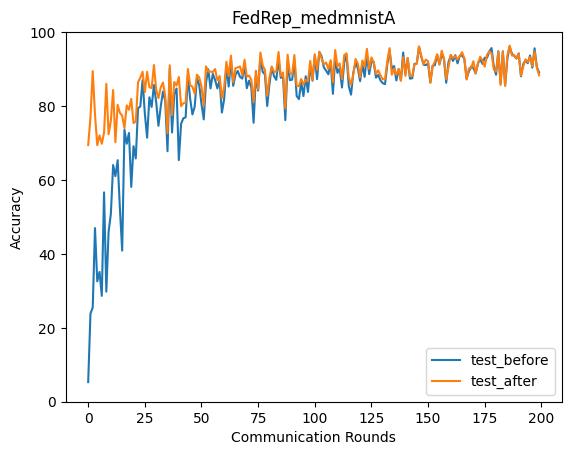 FedRep_medmnistA
100
80
60
40
20
0
Accuracy
0 25 50 75 100 125 150 175 200
Communication Rounds
test_before
test_after